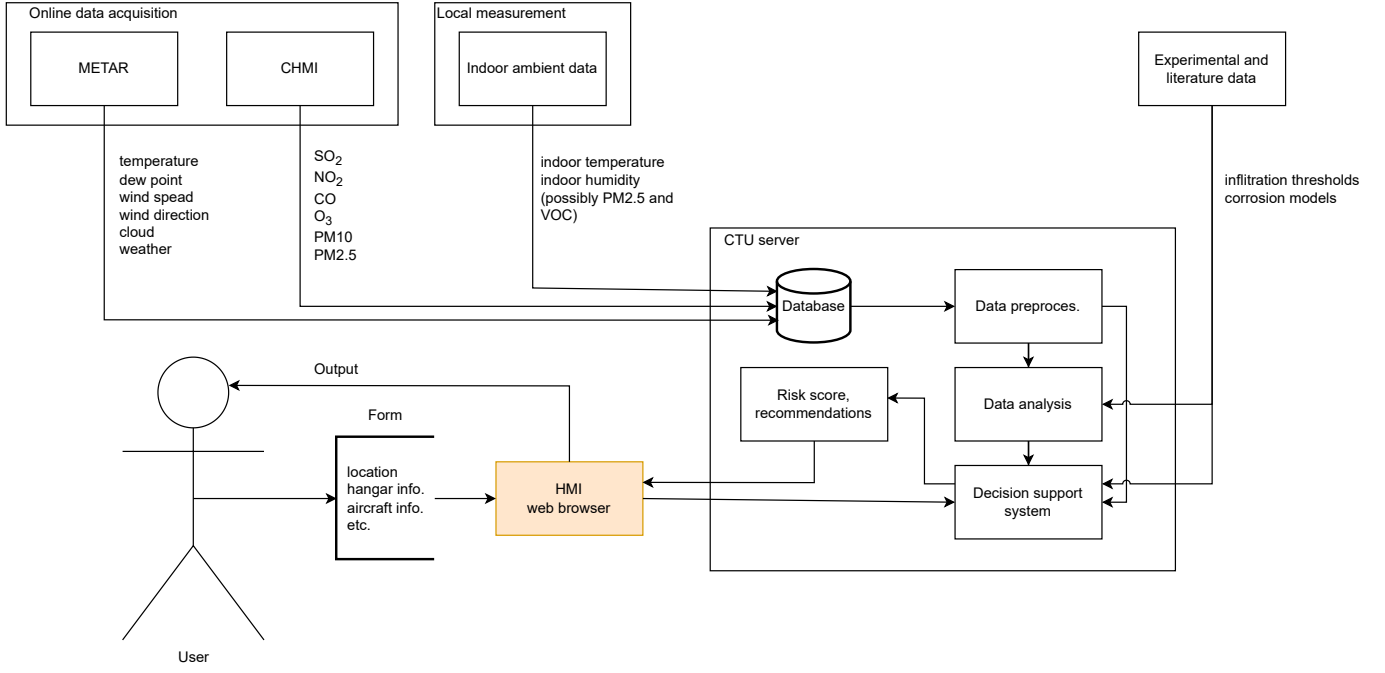 Online data acquisition
METAR
CHMI
Local measurement
Indoor ambient data
Experimental and
literature data
temperature
dew point
wind spead
wind direction
cloud
weather
SO2
NO2
CO
O3
PM10
PM2.5
indoor temperature
indoor humidity
(possibly PM2.5 and
VOC)
inflitration thresholds
corrosion models
CTU server
Database
Data preproces.
Risk score,
recommendations
Data analysis
Decision support
system
Output
Form
location
hangar info.
aircraft info.
etc.
HMI
web browser
User